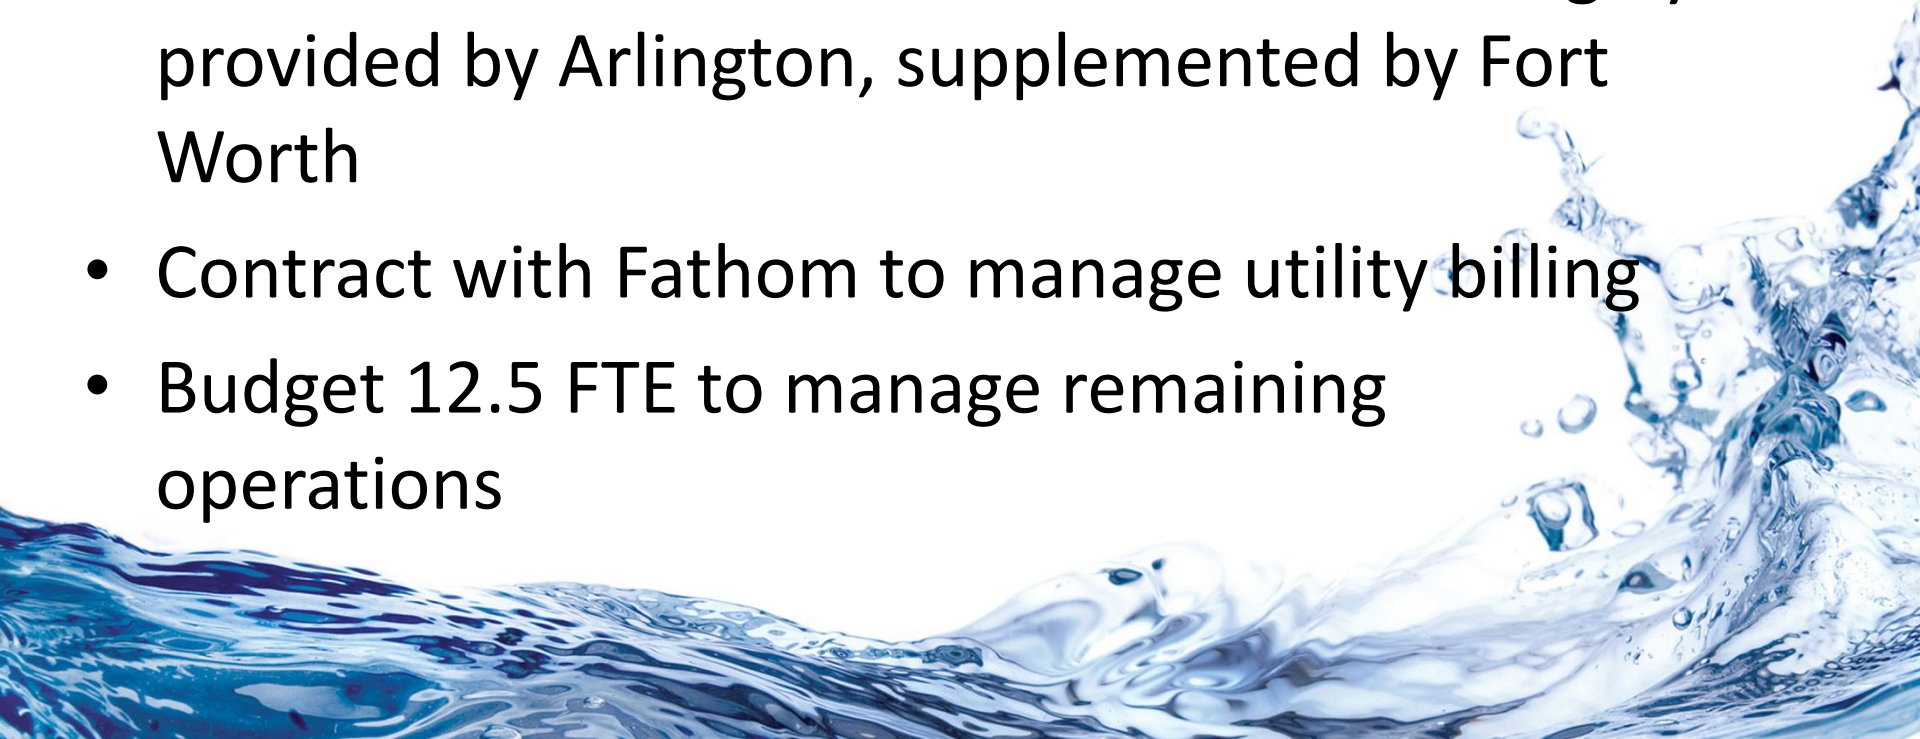 provided by Arlington, supplemented by Fort
Worth
• Contract with Fathom to manage utility billing
• Budget 12.5 FTE to manage remaining
operations